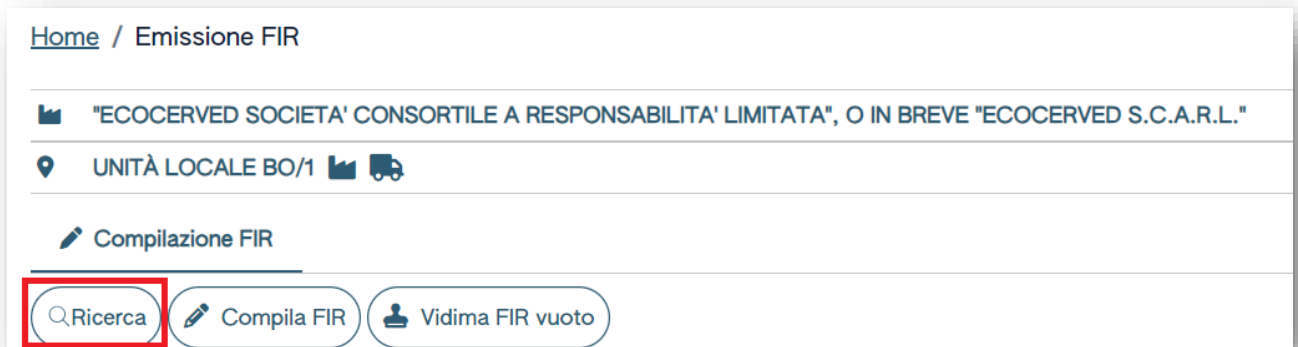 Home / Emissione FIR
"ECOCERVED SOCIETA' CONSORTILE A RESPONSABILITA' LIMITATA", O IN BREVE "ECOCERVED S.C.A.R.L."
UNITÀ LOCALE BO/1
Compilazione FIR
Ricerca Compila FIR Vidima FIR vuoto